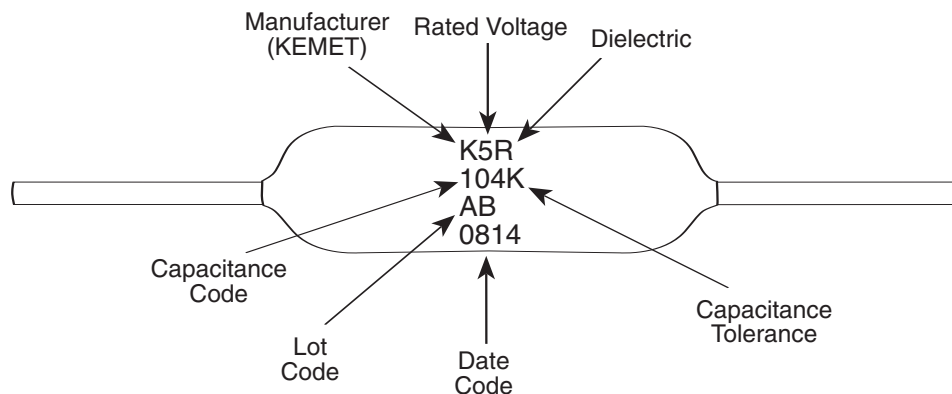 Manufacturer
(KEMET)
Rated Voltage
Dielectric
K5R
104K
AB
0814
Capacitance
Code
Lot
Code
Date
Code
Capacitance
Tolerance